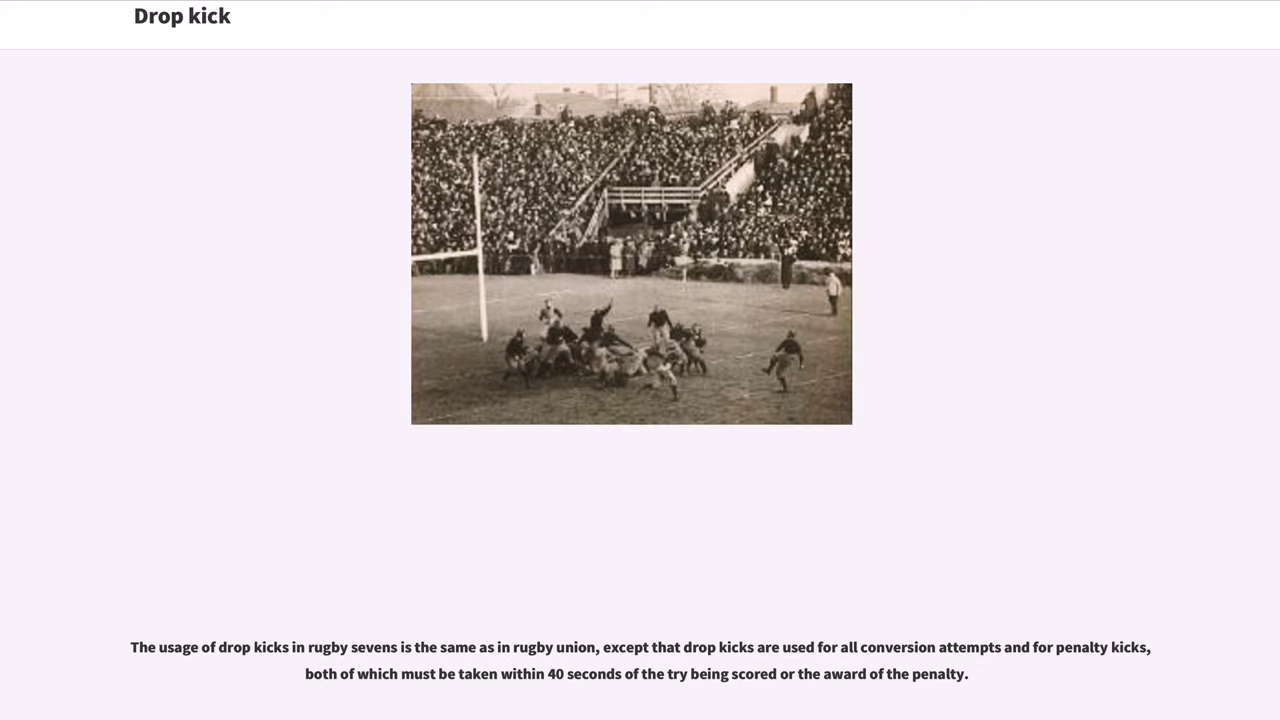 Drop kick
The usage of drop kicks in rugby sevens is the same as in rugby union, except that drop kicks are used for all conversion attempts and for penalty kicks,
both of which must be taken within 40 seconds of the try being scored or the award of the penalty.